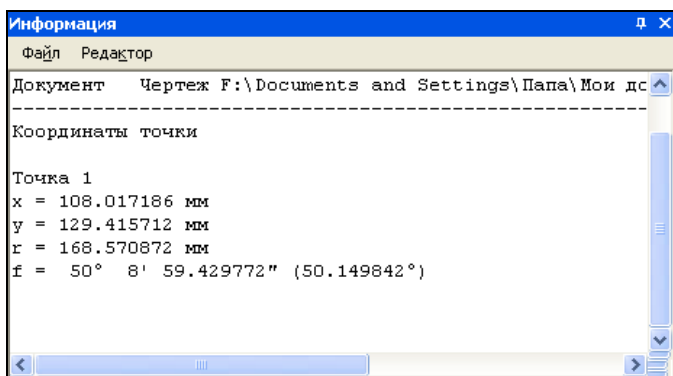 Информация
Файл Редактор
Документ Чертеж F:\Documents and Settings\Папа\Мои до
--------------------------------------------------------
Координаты точки
Точка 1
x = 108.017186 мм
y = 129.415712 мм
r = 168.570872 мм
f = 50° 8' 59.429772" (50.149842°)